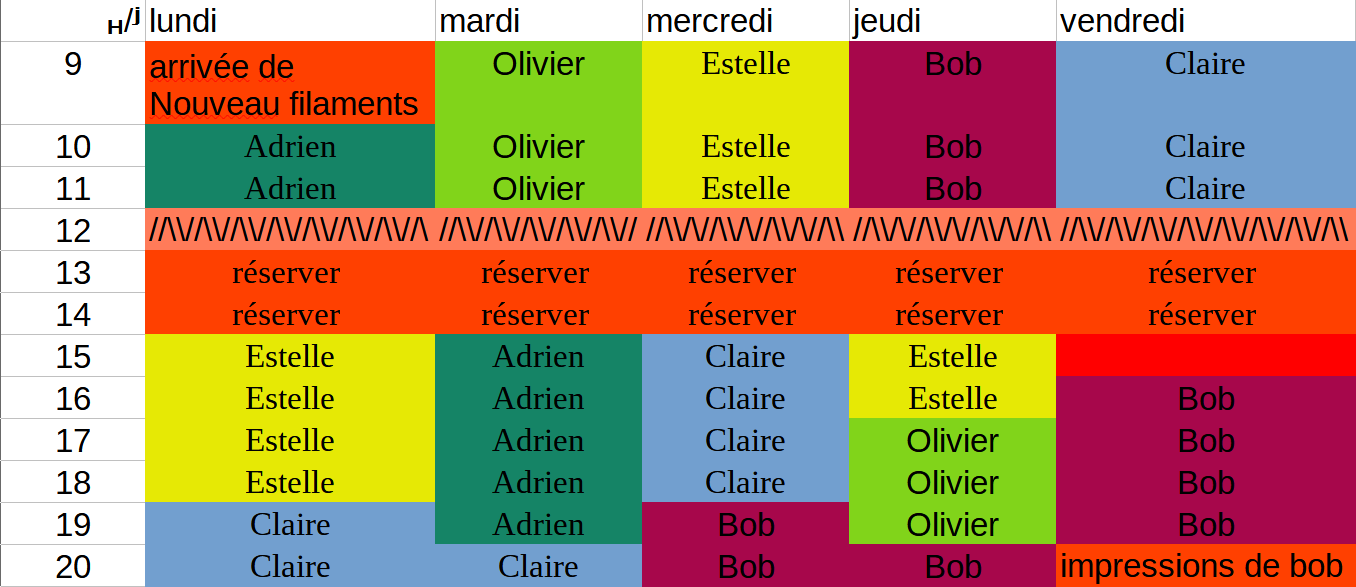 H/j lundi mardi mercredi jeudi vendredi
9 arrivée de Olivier Estelle Bob Claire
Nouveau filaments
10 Adrien Olivier Estelle Bob Claire
11 Adrien Olivier Estelle Bob Claire
12 //\\//\\//\\//\\//\\//\\//\\//\\ //\\//\\//\\//\\//\\// //\\//\\//\\//\\//\\//\\ //\\//\\//\\//\\//\\//\\ //\\//\\//\\//\\//\\//\\//\\//\\
13 réserver réserver réserver réserver réserver
14 réserver réserver réserver réserver réserver
15 Estelle Adrien Claire Estelle
16 Estelle Adrien Claire Estelle Bob
17 Estelle Adrien Claire Olivier Bob
18 Estelle Adrien Claire Olivier Bob
19 Claire Adrien Bob Olivier Bob
20 Claire Claire Bob Bob impressions de bob